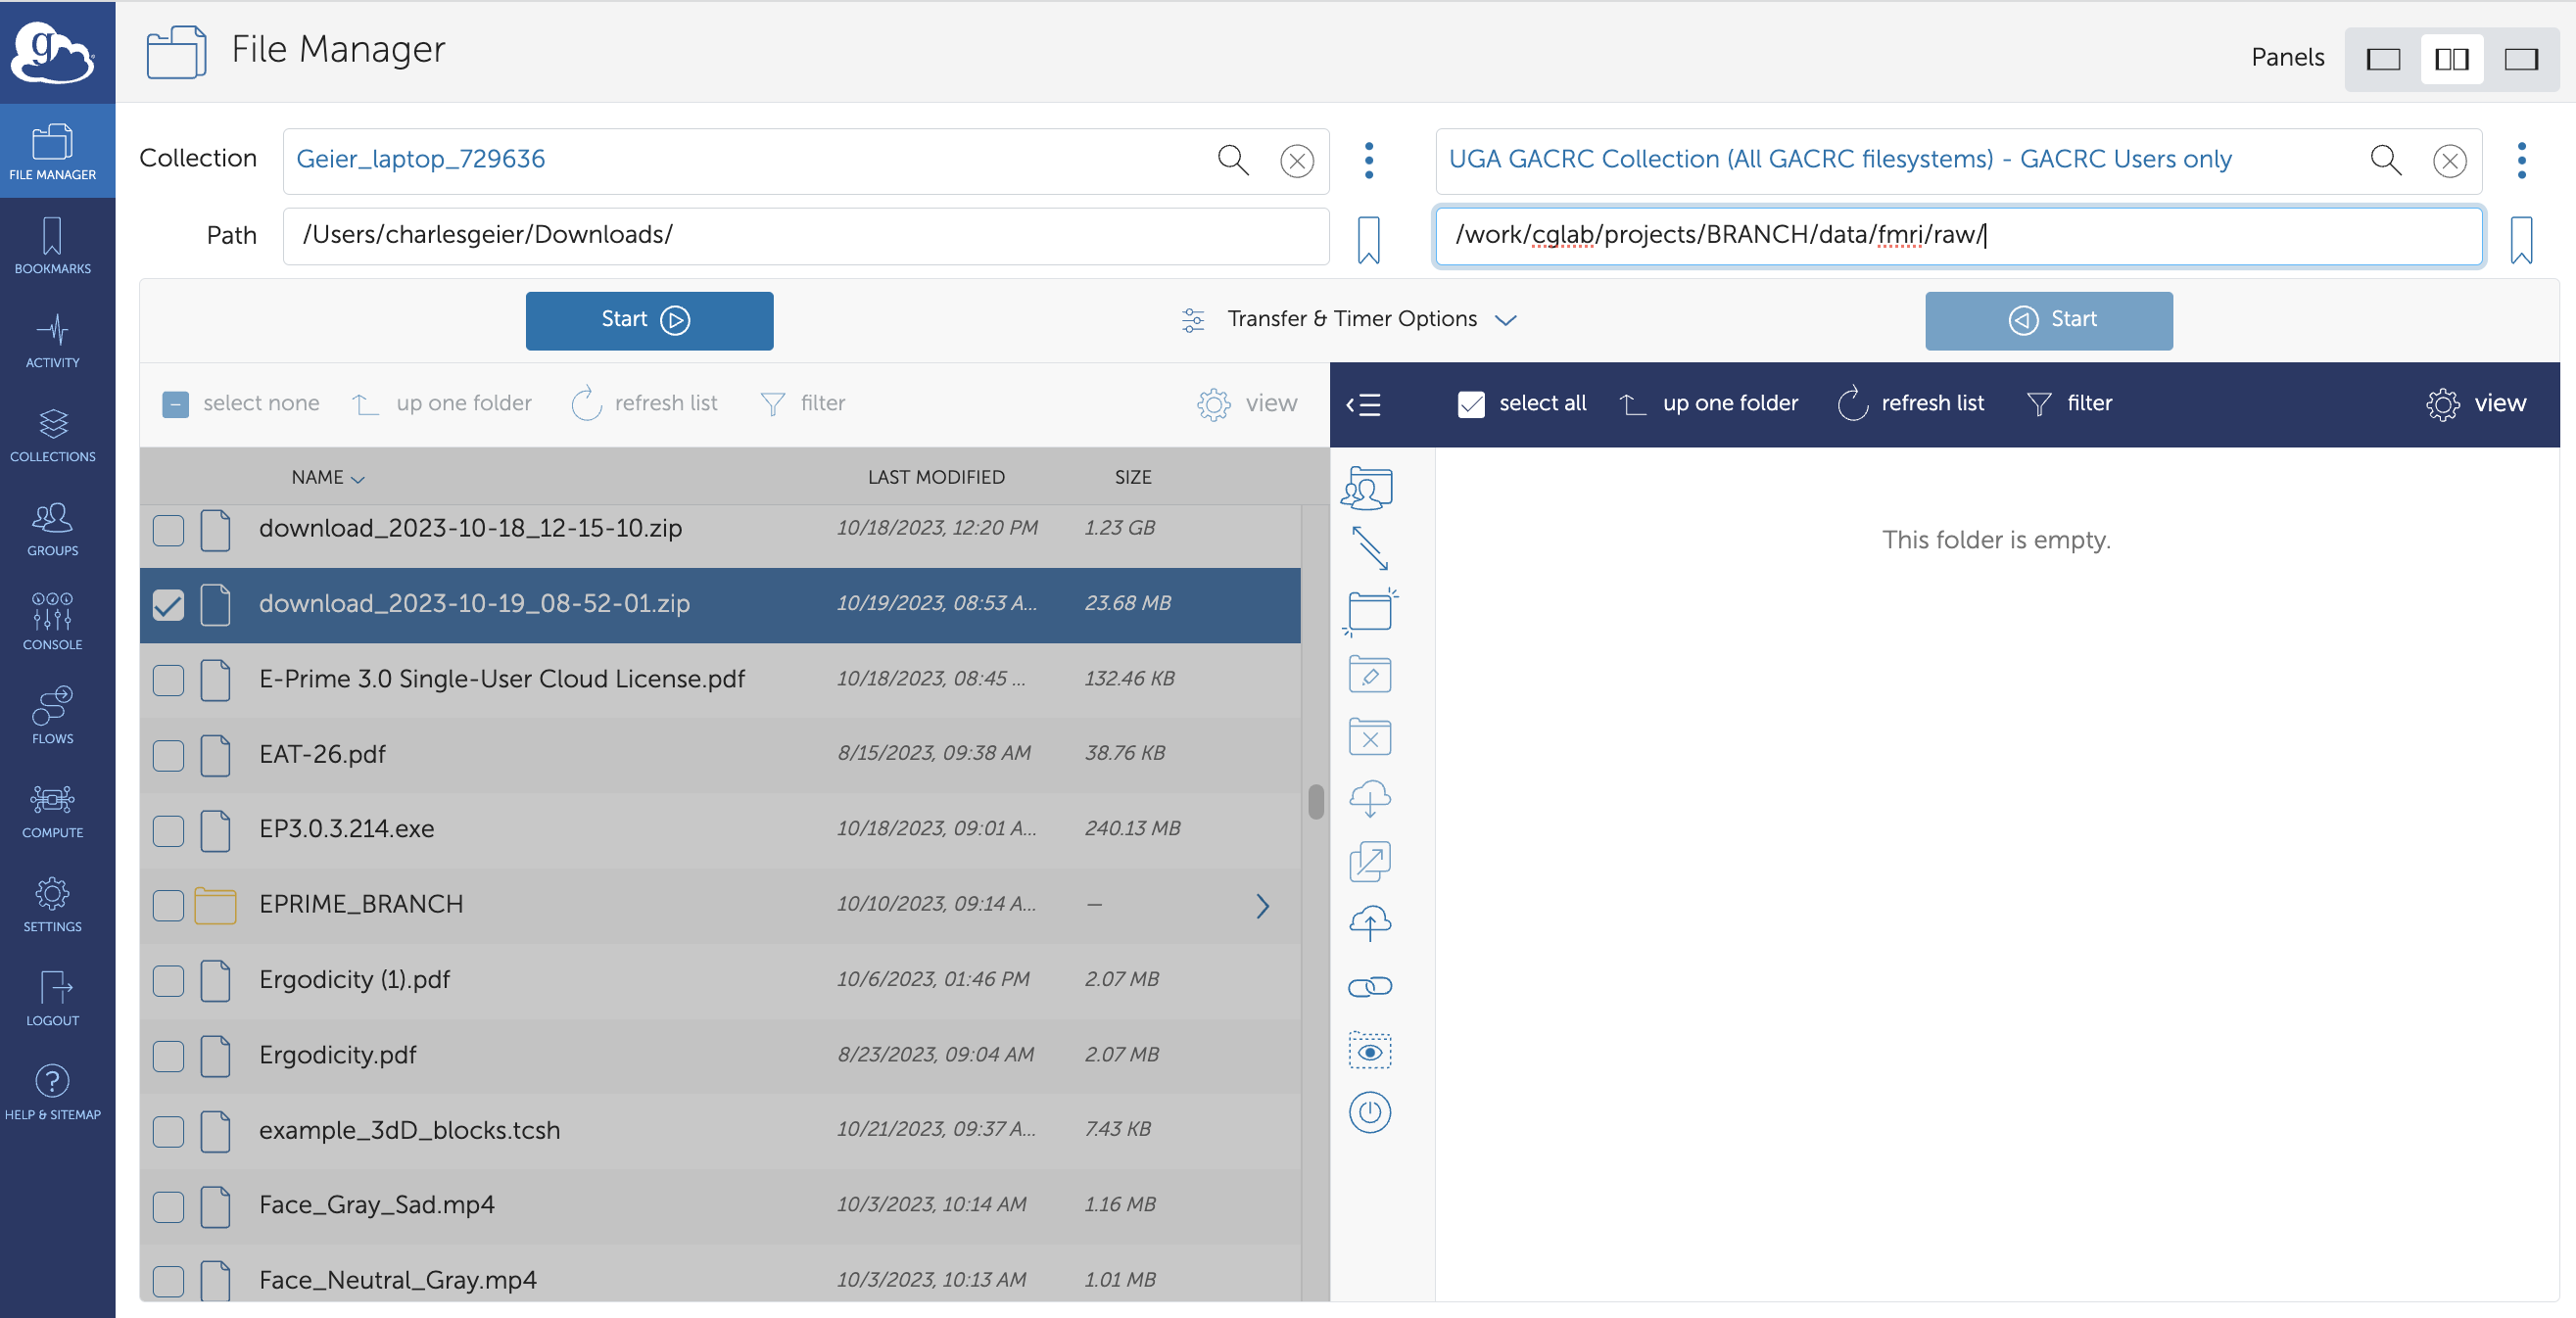 g
File Manager
Panels
FILE MANAGER
BOOKMARKS
ACTIVITY
COLLECTIONS
GROUPS
CONSOLE
FLOWS
COMPUTE
SETTINGS
LOGOUT
HELP & SITEMAP
Collection
Geier_laptop_729636
UGA GACRC Collection (All GACRC filesystems) - GACRC Users only
Path
/Users/charlesgeier/Downloads/
/work/cglab/projects/BRANCH/data/fmri/raw/
Start
Transfer & Timer Options
Start
select none
up one folder
refresh list
filter
view
select all
up one folder
refresh list
filter
view
NAME LAST MODIFIED SIZE
download_2023-10-18_12-15-10.zip 10/18/2023, 12:20 PM 1.23 GB
download_2023-10-19_08-52-01.zip 10/19/2023, 08:53 A... 23.68 MB
E-Prime 3.0 Single-User Cloud License.pdf 10/18/2023, 08:45 ... 132.46 KB
EAT-26.pdf 8/15/2023, 09:38 AM 38.76 KB
EP3.0.3.214.exe 10/18/2023, 09:01 A... 240.13 MB
EPRIME_BRANCH 10/10/2023, 09:14 A... —
Ergodicity (1).pdf 10/6/2023, 01:46 PM 2.07 MB
Ergodicity.pdf 8/23/2023, 09:04 AM 2.07 MB
example_3dD_blocks.tcsh 10/21/2023, 09:37 A... 7.43 KB
Face_Gray_Sad.mp4 10/3/2023, 10:14 AM 1.16 MB
Face_Neutral_Gray.mp4 10/3/2023, 10:13 AM 1.01 MB
This folder is empty.